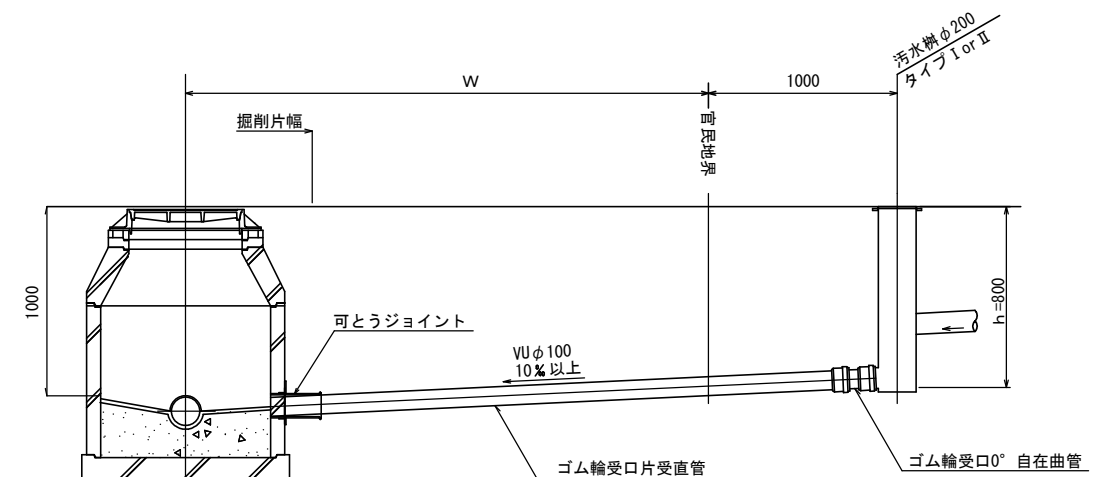 汚水桝φ200
タイプⅠorⅡ
W
1000
掘削片幅
官民地界
1000
h=800
可とうジョイント
VUφ100
10‰以上
ゴム輪受口片受直管
ゴム輪受口0° 自在曲管